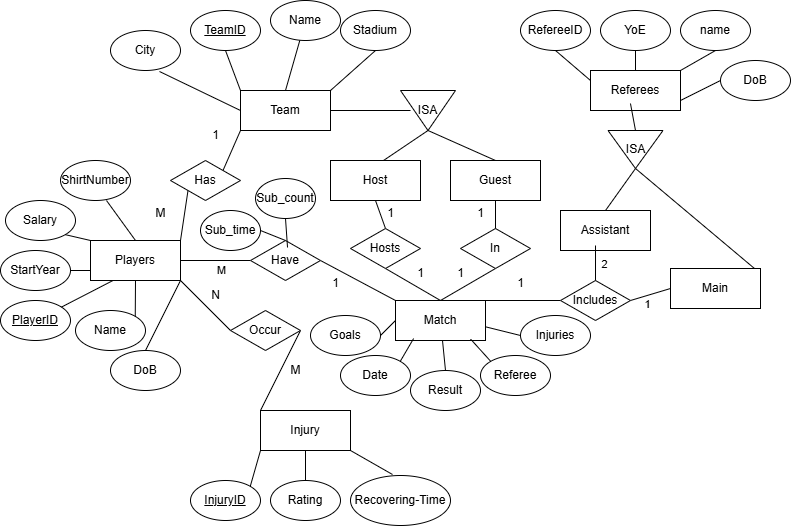 TeamID
Name
Stadium
City
RefereeID
YoE
name
DoB
Team
ISA
Referees
1
ISA
ShirtNumber
Has
Host
Guest
Sub_count
M
Salary
1
1
Sub_time
Assistant
Players
Hosts
In
StartYear
M
Have
1
1
2
1
1
Includes
Main
1
N
PlayerID
Name
Occur
Match
Goals
Injuries
DoB
M
Date
Result
Referee
Injury
InjuryID
Rating
Recovering-Time